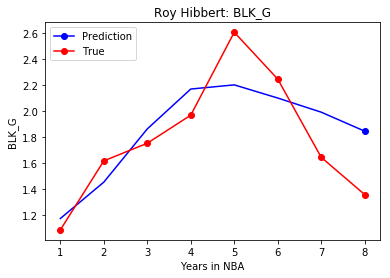 Roy Hibbert: BLK_G
Prediction
True
2.6
2.4
2.2
2.0
1.8
1.6
1.4
1.2
BLK_G
1 2 3 4 5 6 7 8
Years in NBA